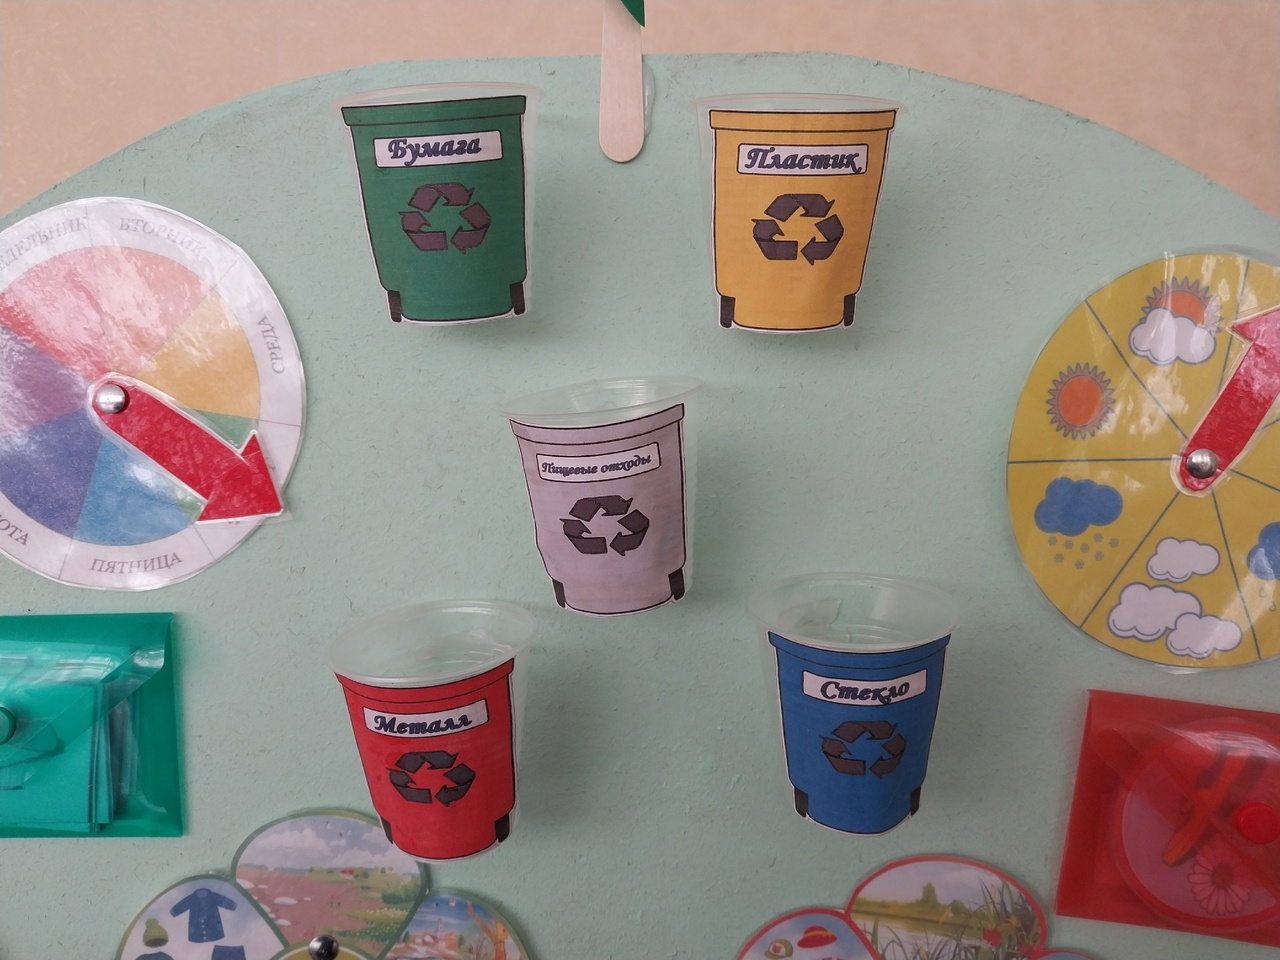 Бумага
Пластик
ВТОРНИК
СРЕДА
Пищевые отходы
ПЯТНИЦА
Металл
Стекло